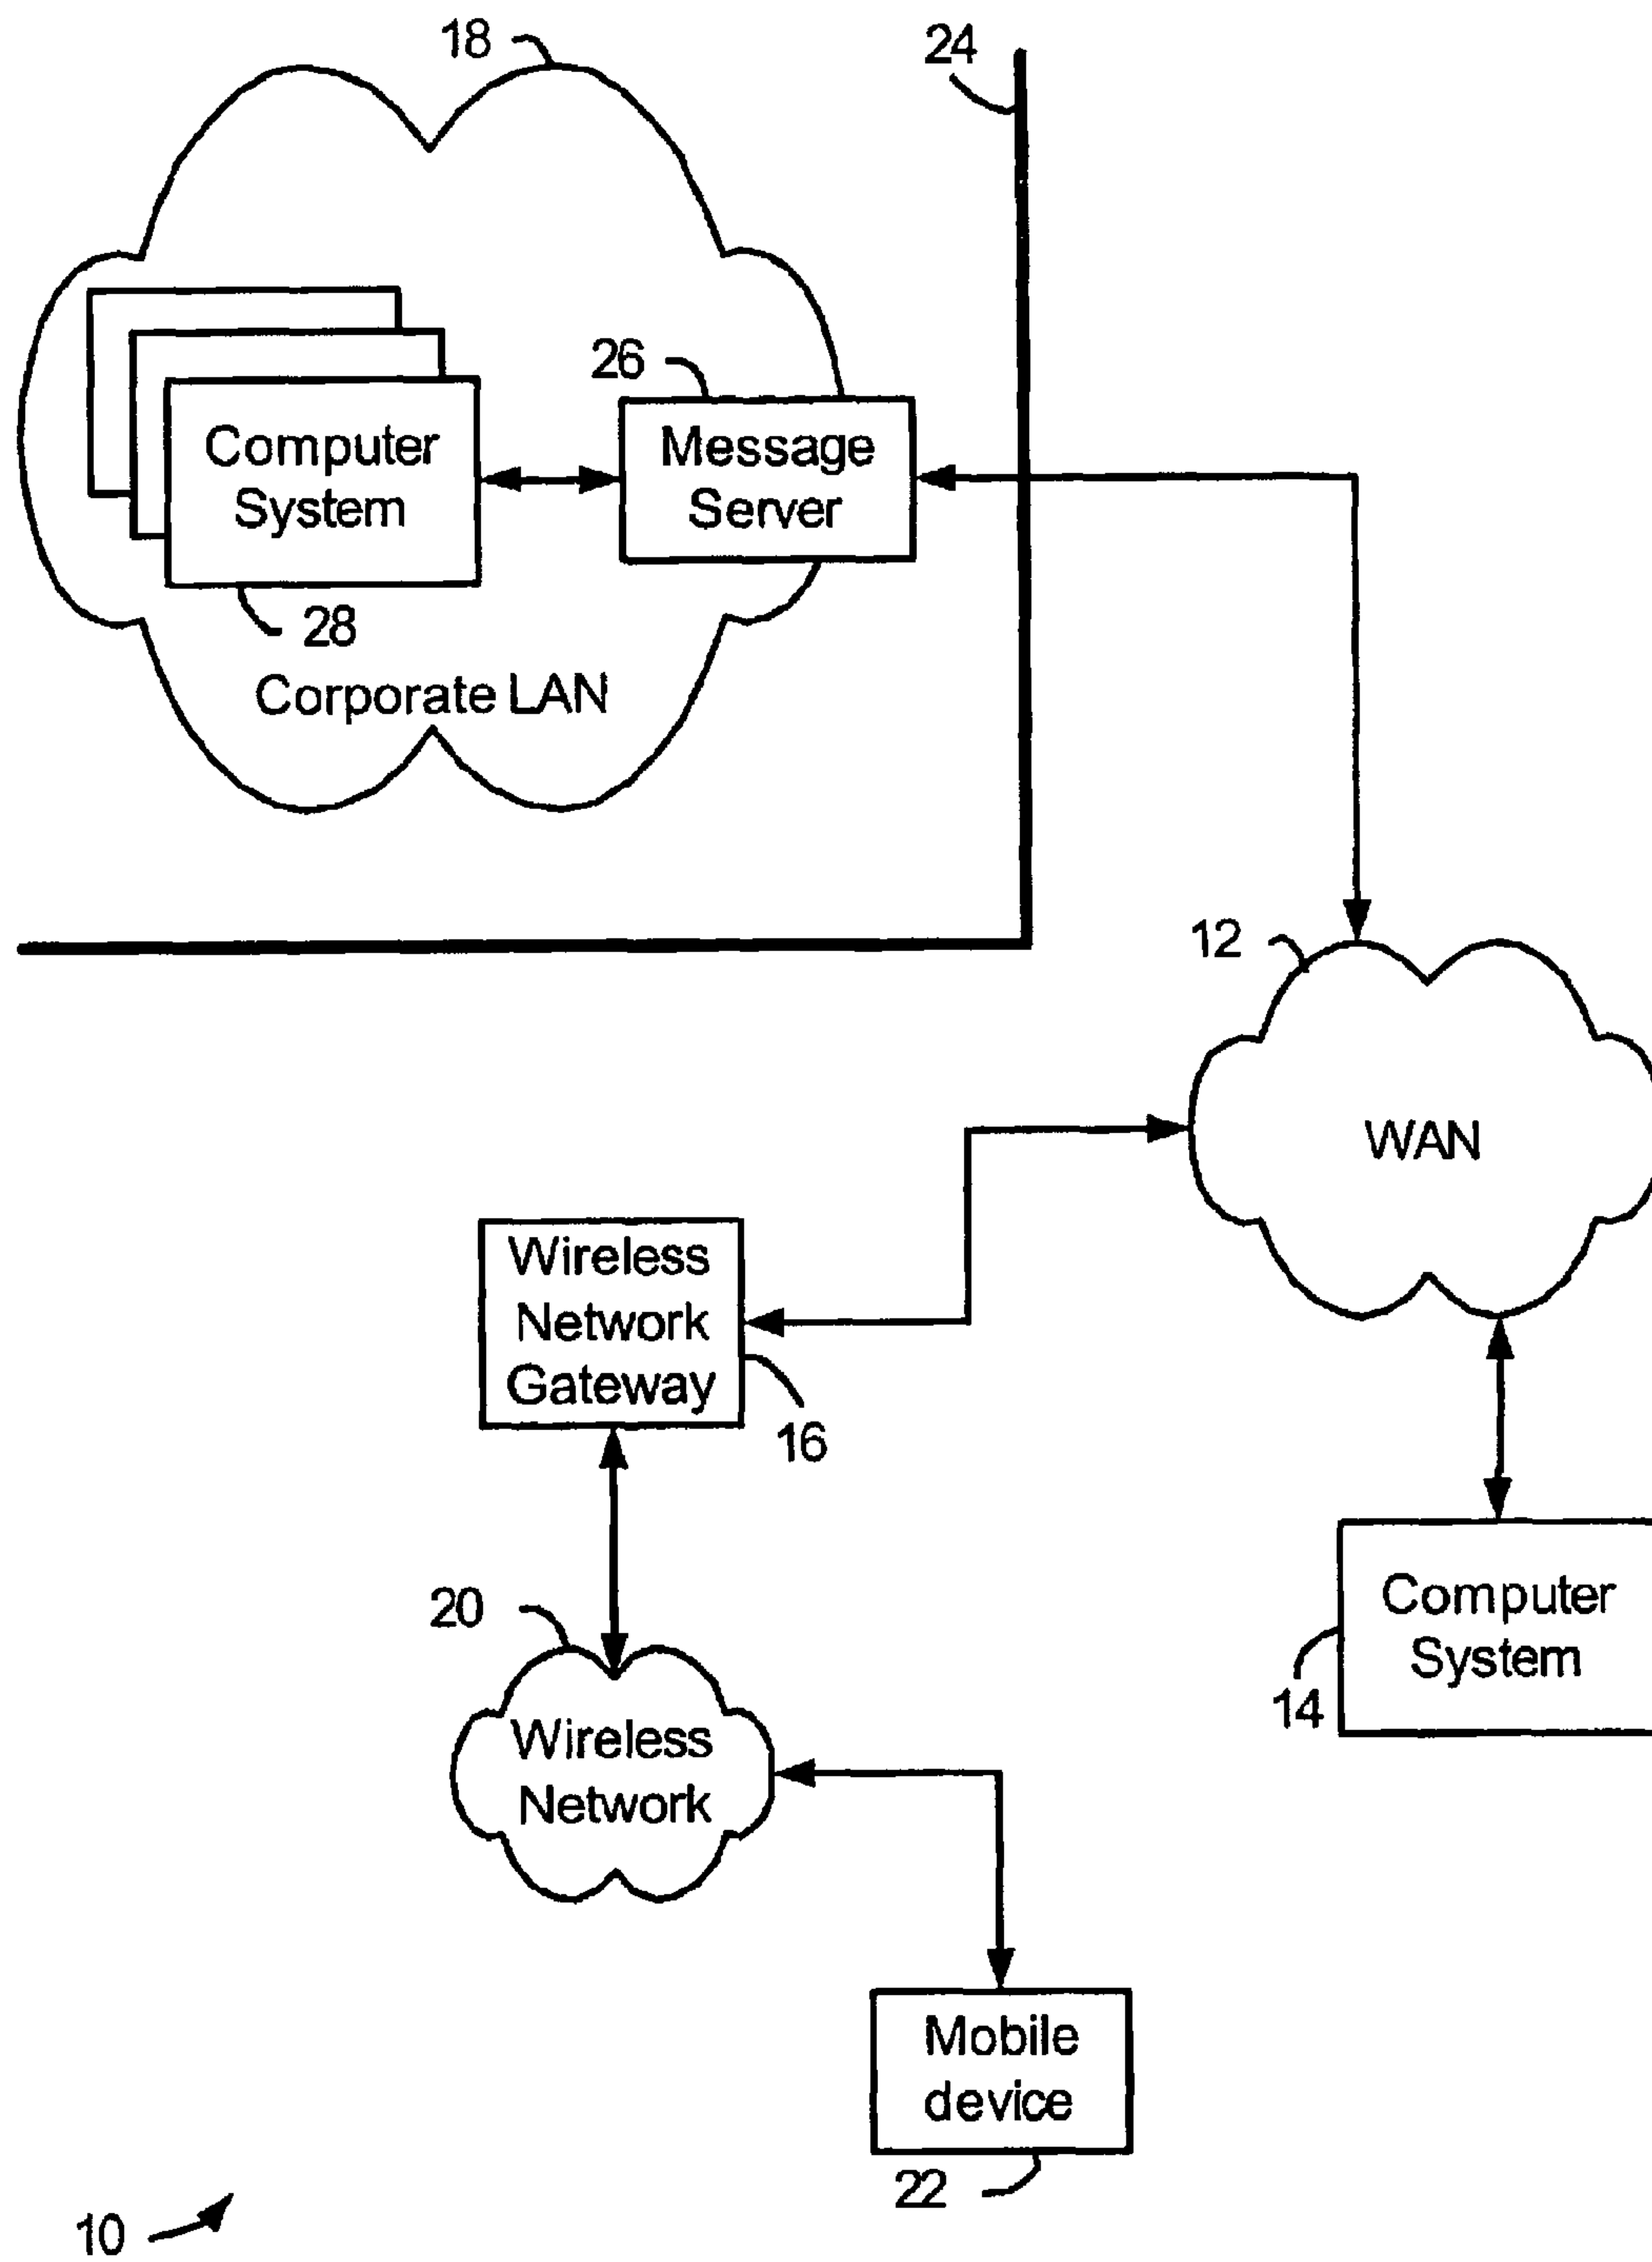 18
24
26
Computer
System
Message
Server
28
Corporate LAN
12
WAN
Wireless
Network
Gateway
16
20
Computer
System
14
Wireless
Network
Mobile
device
22
10